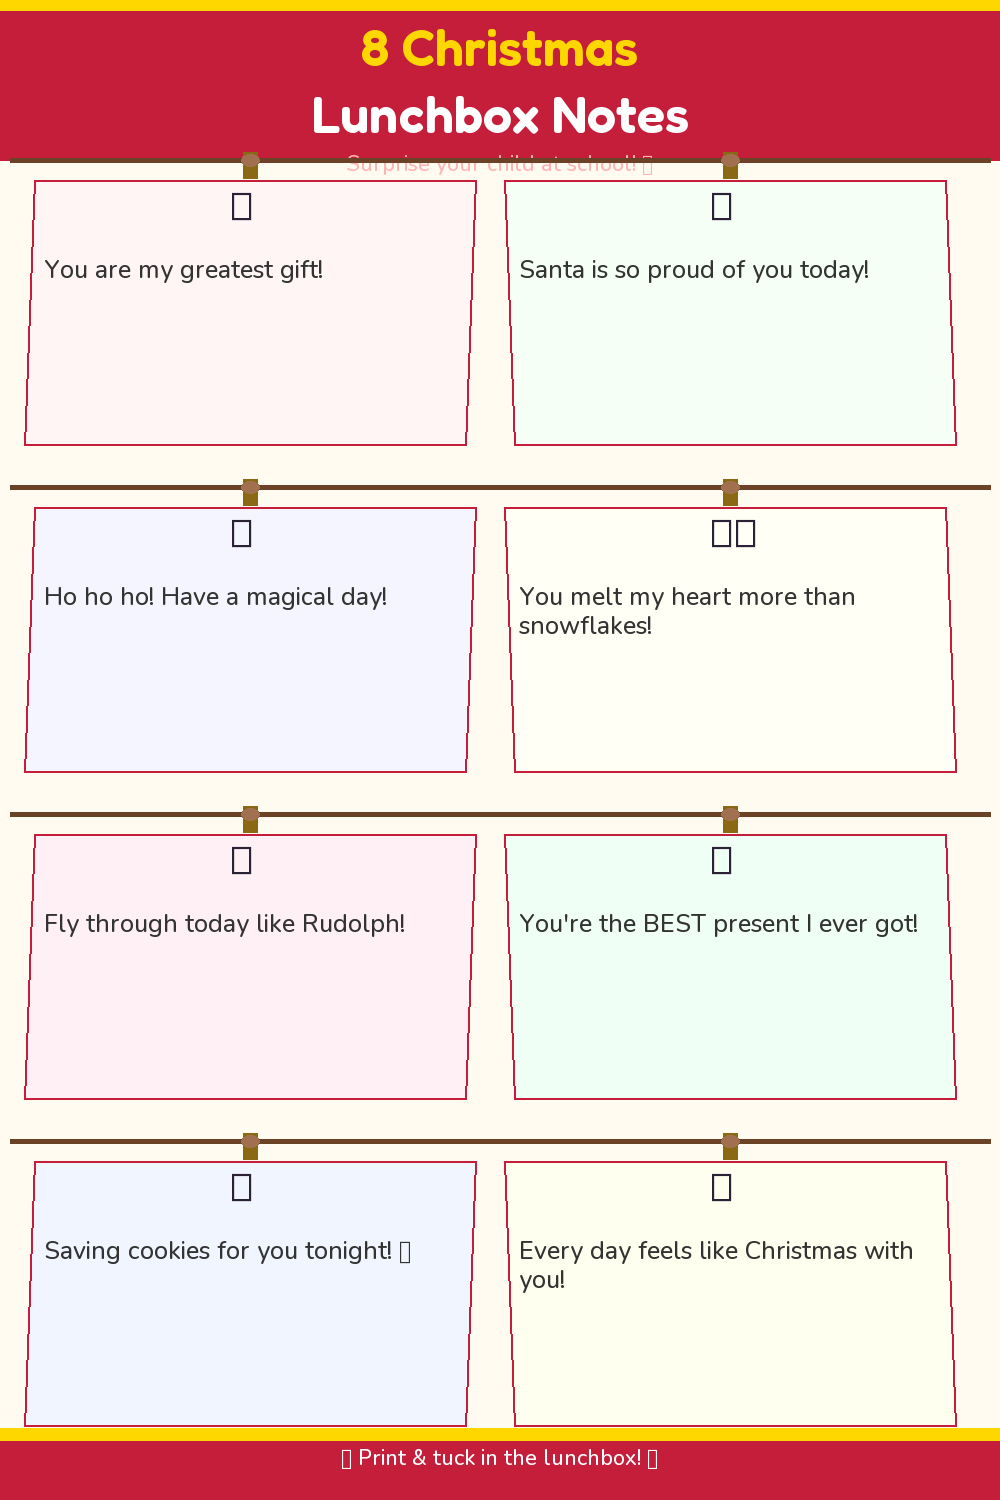 8 Christmas
Lunchbox Notes
Surprise your child at school!
You are my greatest gift!
Santa is so proud of you today!
Ho ho ho! Have a magical day!
You melt my heart more than
snowflakes!
Fly through today like Rudolph!
You're the BEST present I ever got!
Saving cookies for you tonight!
Every day feels like Christmas with
you!
Print & tuck in the lunchbox!